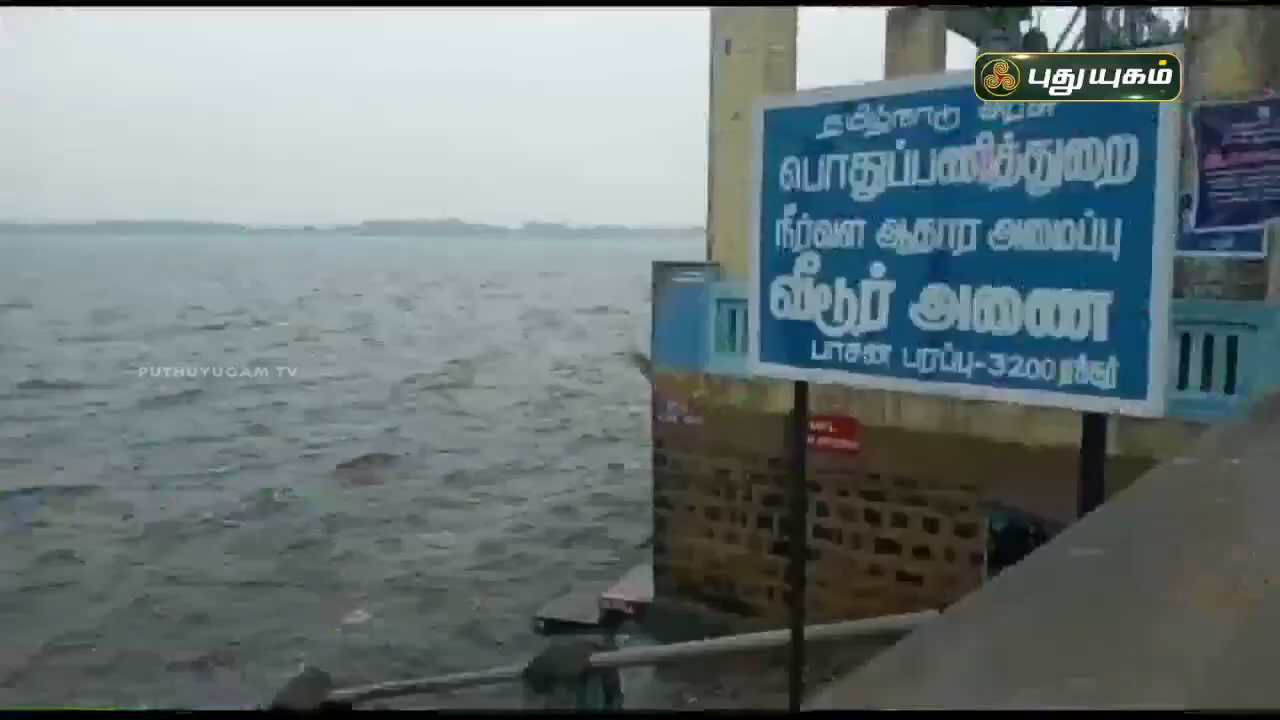 புதுயுகம்
தமிழ்நாடு அரசு
பொதுப்பணித்துறை
நீர்வள ஆதார அமைப்பு
வீடூர் அணை
பாசன பரப்பு-3200 ஏக்கர்
PUTHUYUGAM TV